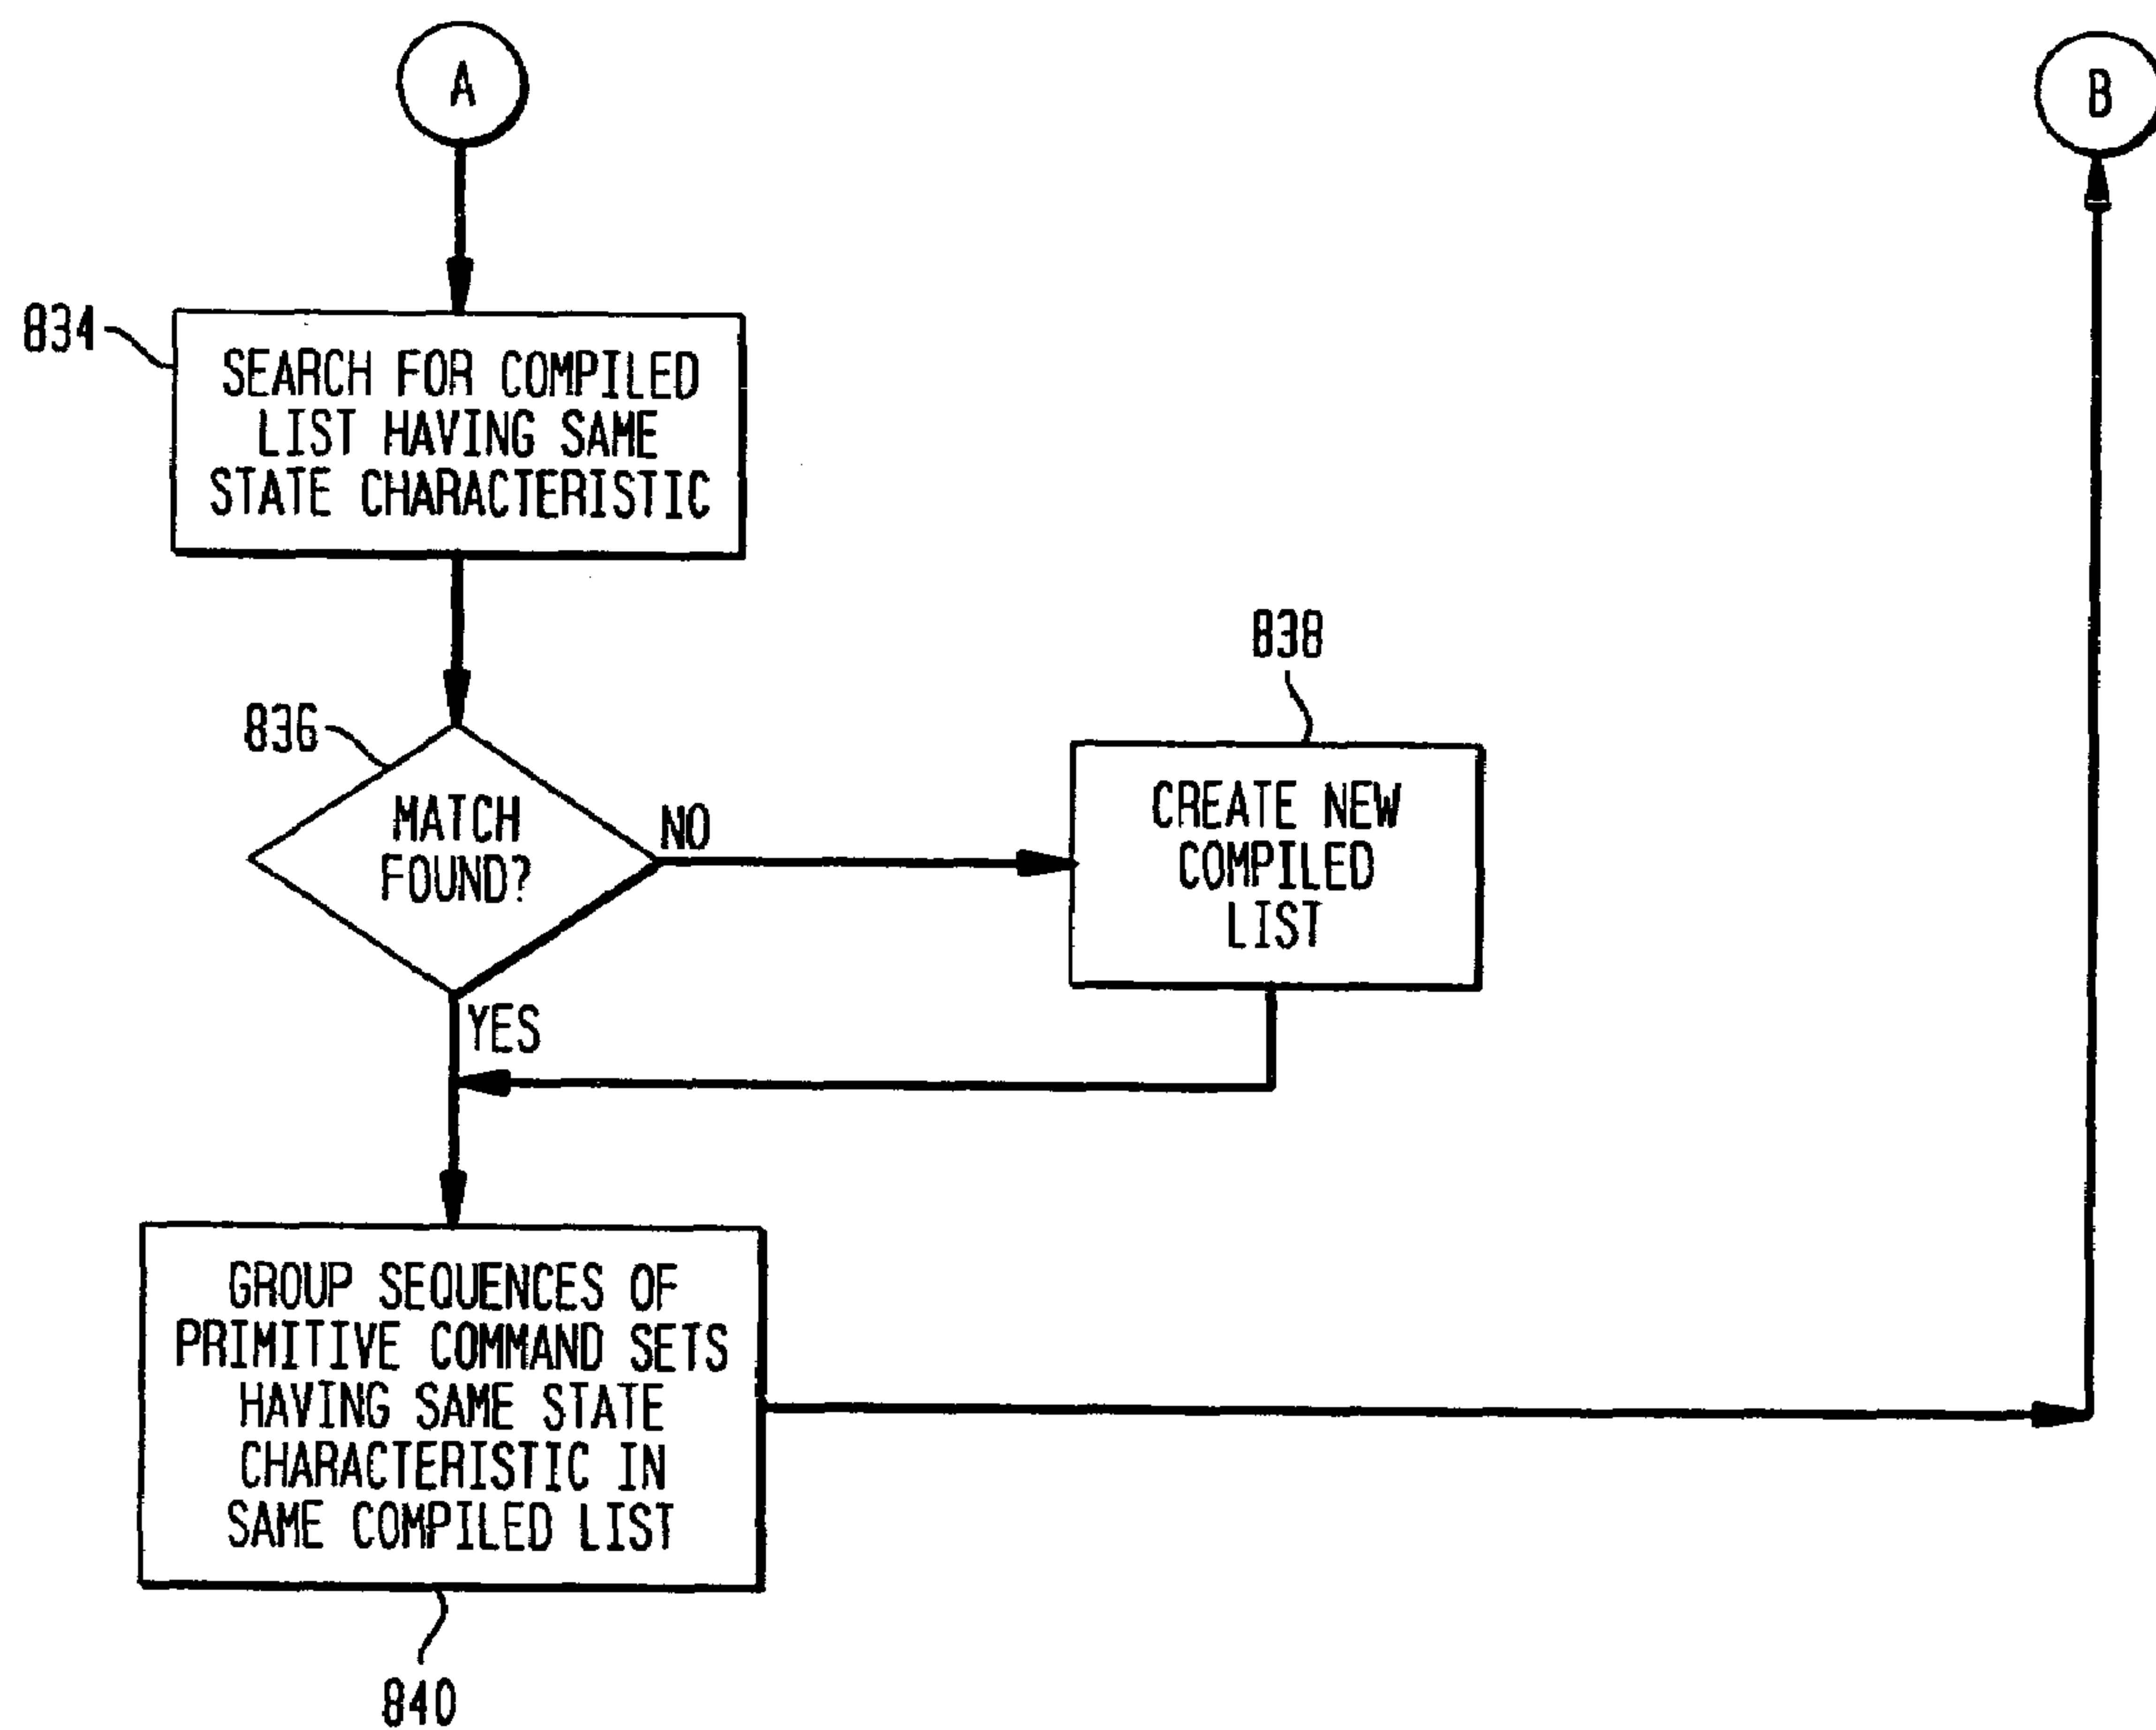 A
B
834
SEARCH FOR COMPILED
LIST HAVING SAME
STATE CHARACTERISTIC
836
MATCH
FOUND?
NO
838
CREATE NEW
COMPILED
LIST
YES
GROUP SEQUENCES OF
PRIMITIVE COMMAND SETS
HAVING SAME STATE
CHARACTERISTIC IN
SAME COMPILED LIST
840